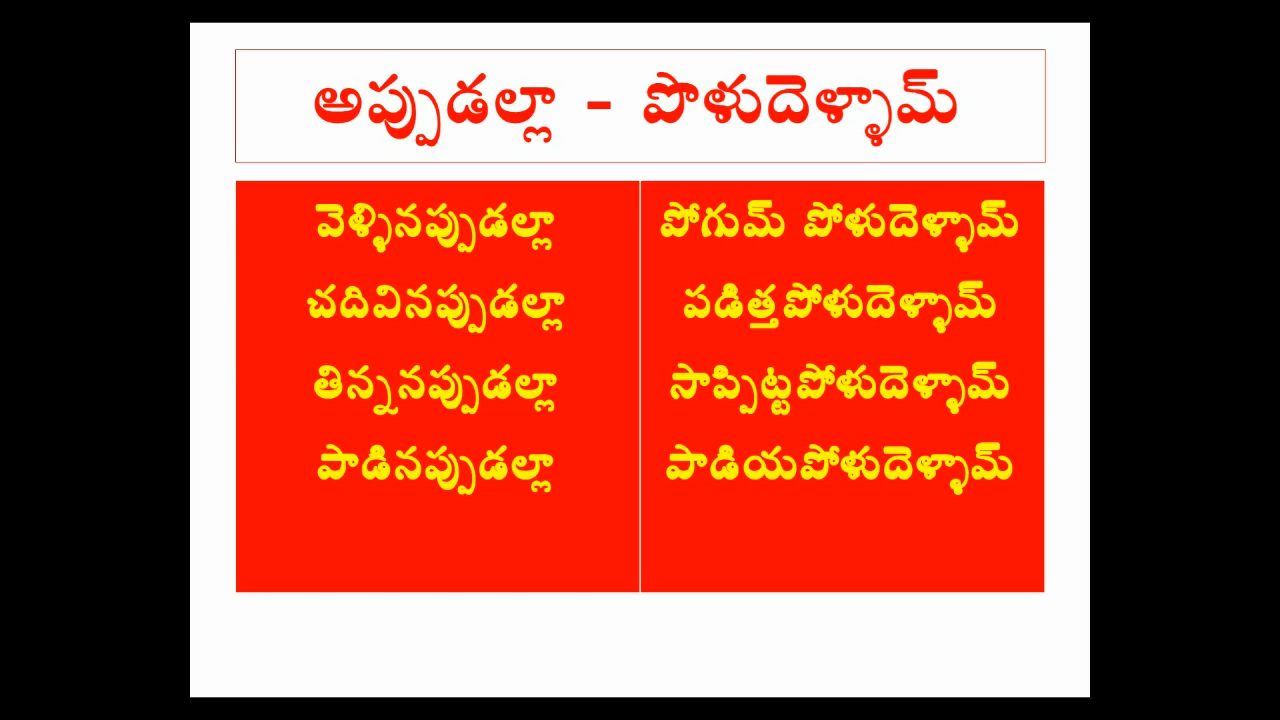 అప్పుడల్లా - పొళుదెళ్ళామ్
వెళ్ళినప్పుడల్లా పోగుమ్ పోళుదెళ్ళామ్
చదివినప్పుడల్లా పడిత్తపోళుదెళ్ళామ్
తిన్ననప్పుడల్లా సాప్పిట్టపోళుదెళ్ళామ్
పాడినప్పుడల్లా పాడియపోళుదెళ్ళామ్